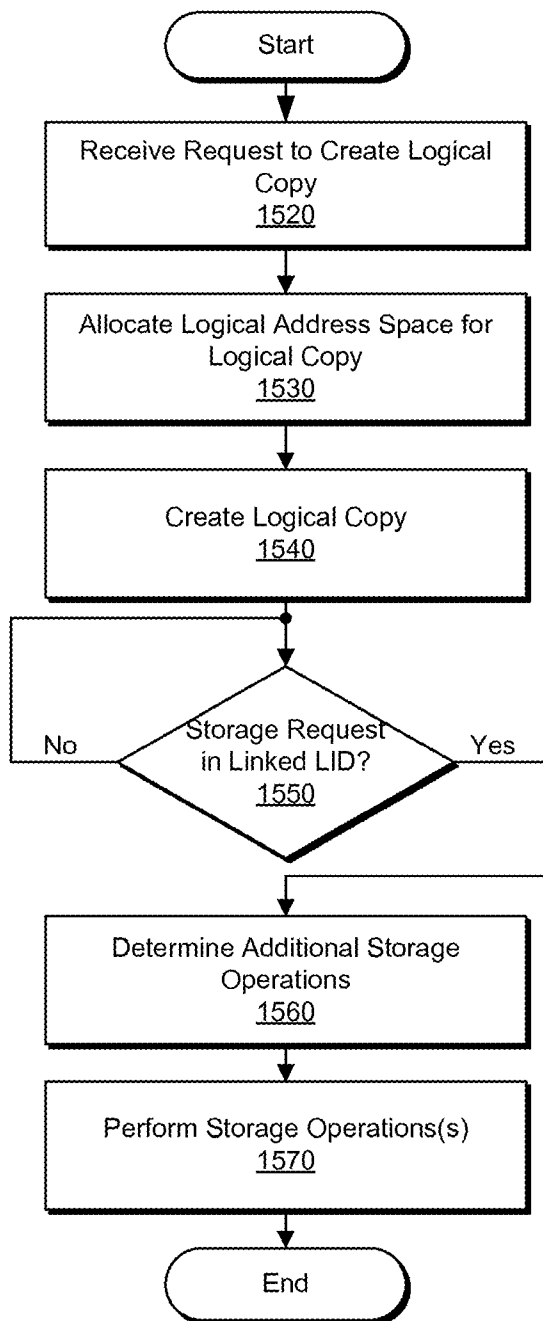 Start
Receive Request to Create Logical
Copy
1520
Allocate Logical Address Space for
Logical Copy
1530
Create Logical Copy
1540
Storage Request
in Linked LID?
1550
No
Yes
Determine Additional Storage
Operations
1560
Perform Storage Operations(s)
1570
End